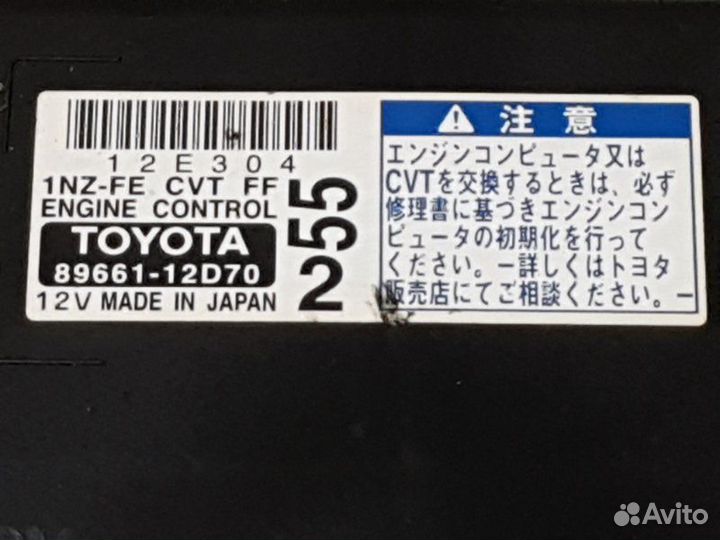 12E304
1NZ-FE CVT FF
ENGINE CONTROL
TOYOTA
89661-12D70
12V MADE IN JAPAN
255
2
注意
エンジンコンピュータ又は
CVTを交換するときは、必ず
修理書に基づきエンジンコン
ピュータの初期化を行って
ください。ー詳しくはトヨタ
販売店にてご相談ください。ー
Avito